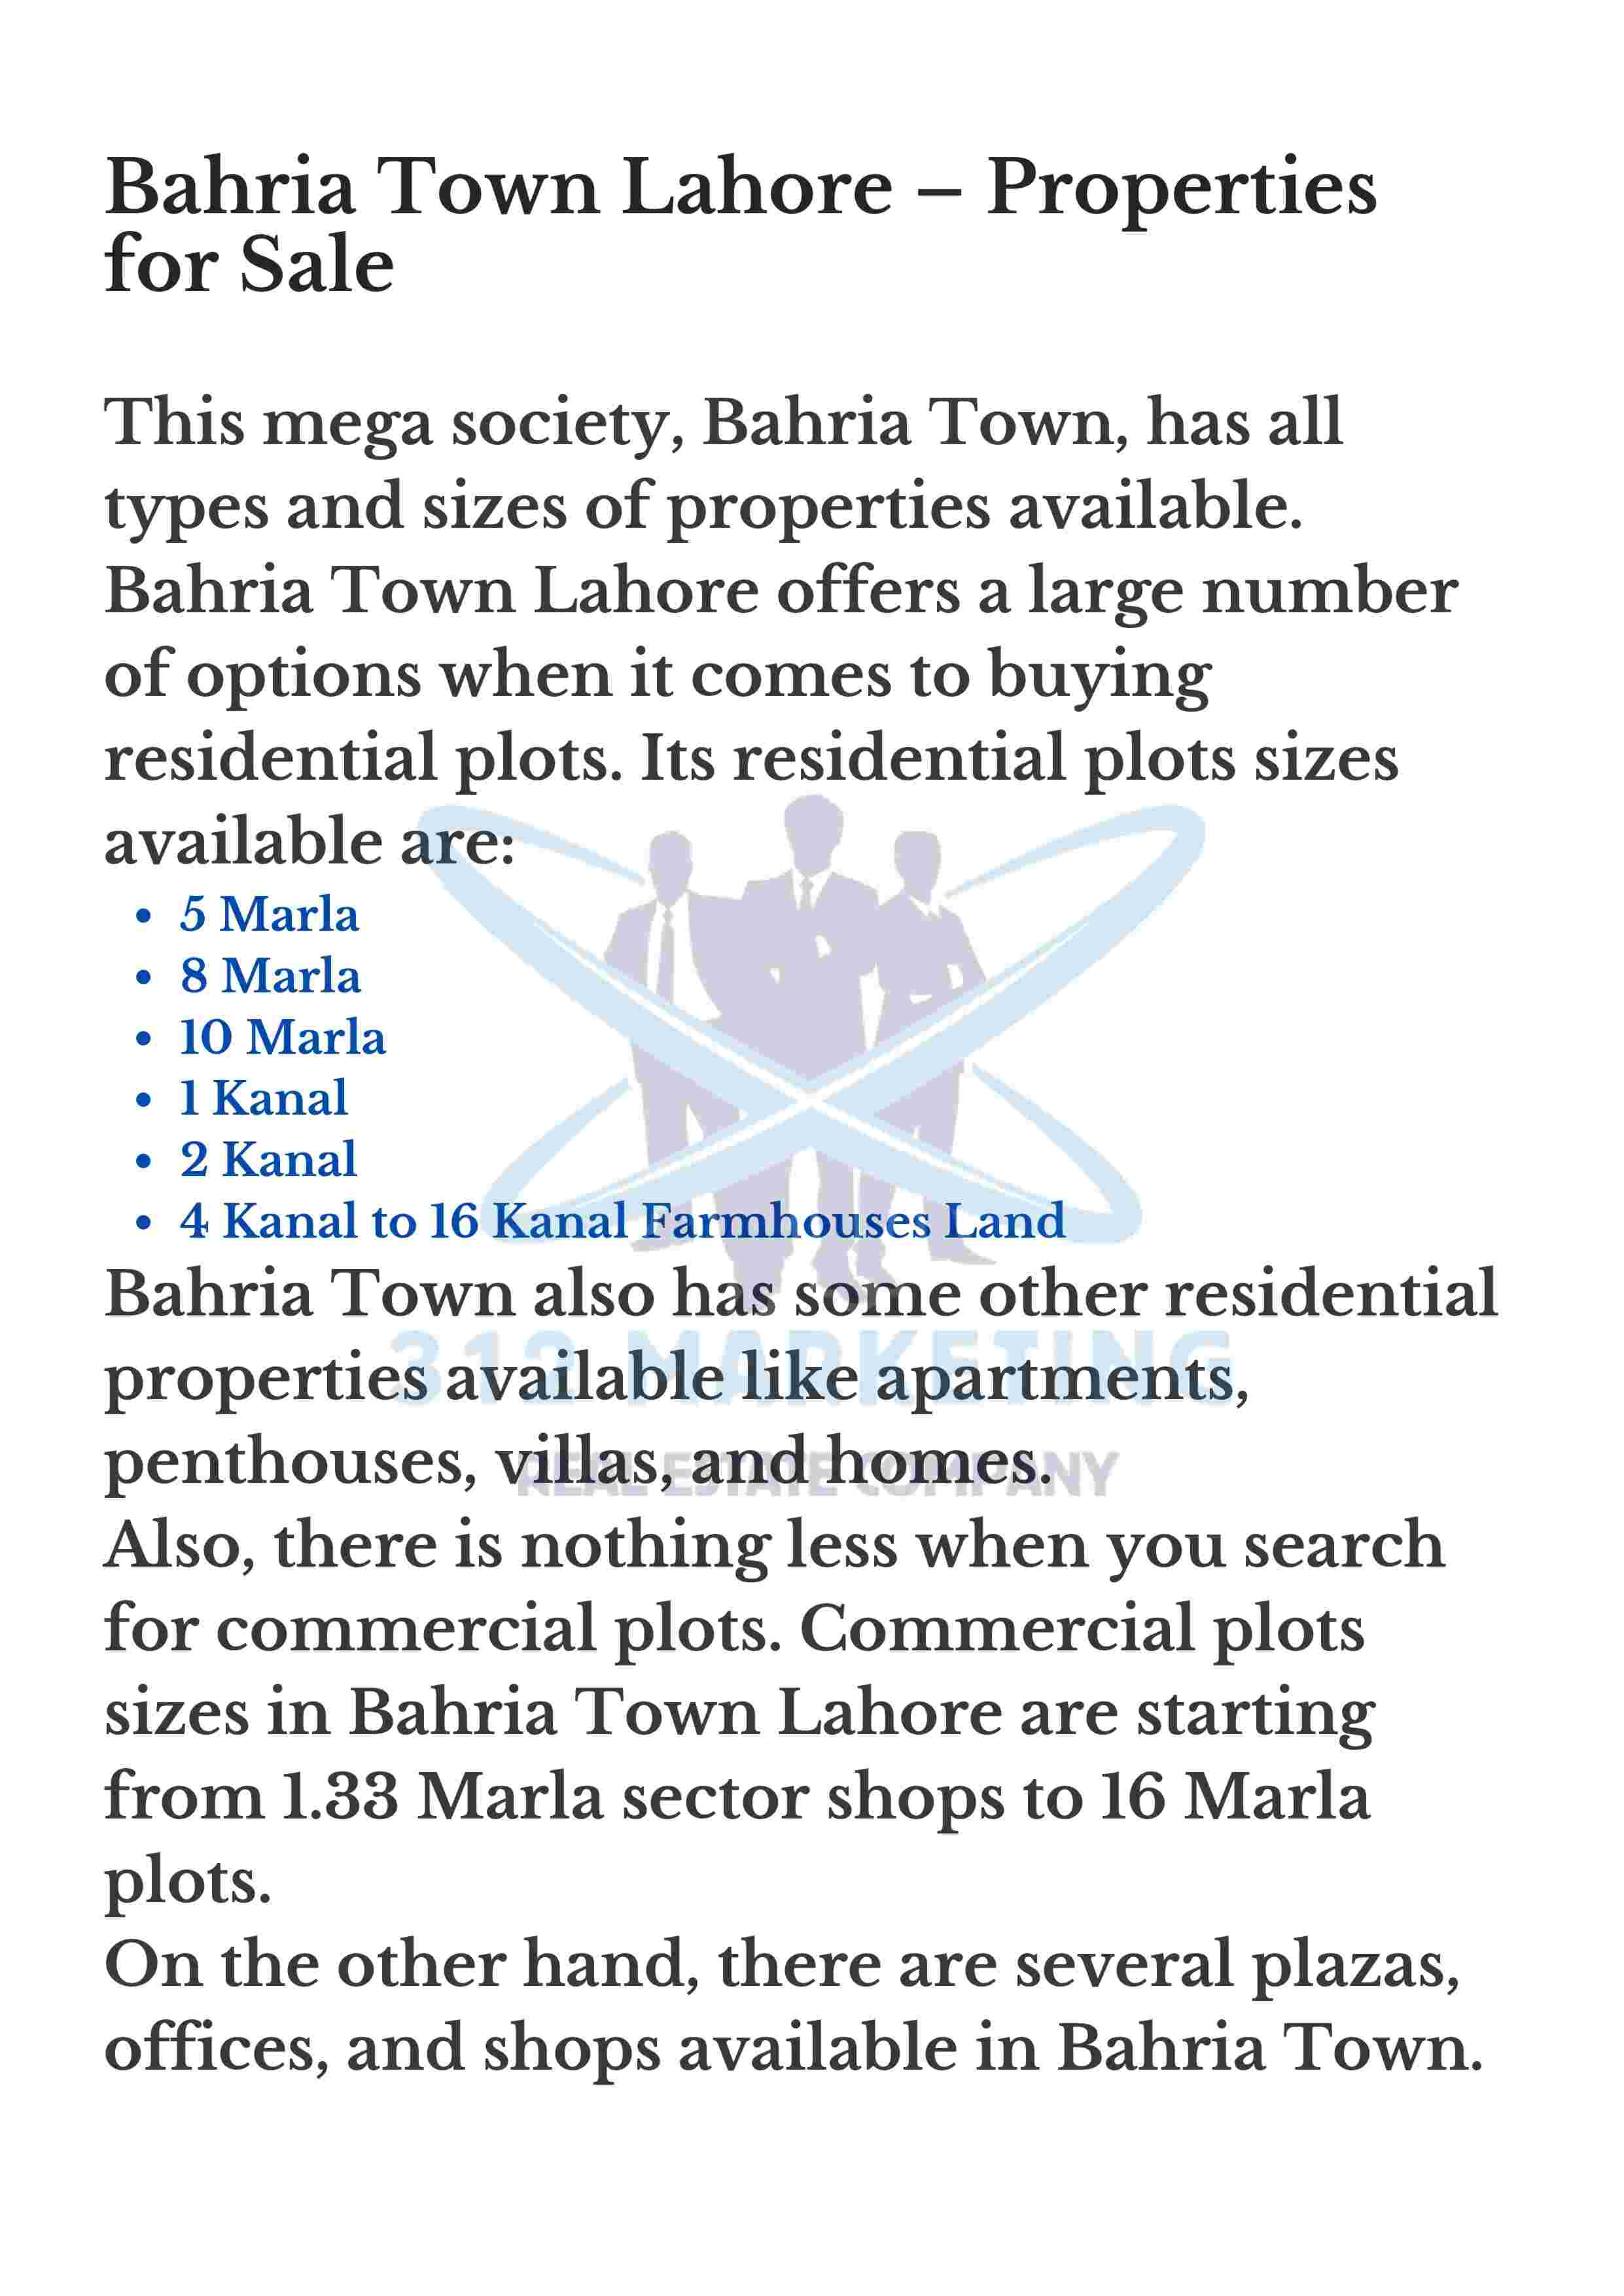 Bahria Town Lahore – Properties
for Sale
This mega society, Bahria Town, has all
types and sizes of properties available.
Bahria Town Lahore offers a large number
of options when it comes to buying
residential plots. Its residential plots sizes
available are:
• 5 Marla
• 8 Marla
• 10 Marla
• 1 Kanal
• 2 Kanal
• 4 Kanal to 16 Kanal Farmhouses Land
Bahria Town also has some other residential
312 MARKETING
properties available like apartments,
penthouses, villas, and homes.
REAL ESTATE COMPANY
Also, there is nothing less when you search
for commercial plots. Commercial plots
sizes in Bahria Town Lahore are starting
from 1.33 Marla sector shops to 16 Marla
plots.
On the other hand, there are several plazas,
offices, and shops available in Bahria Town.